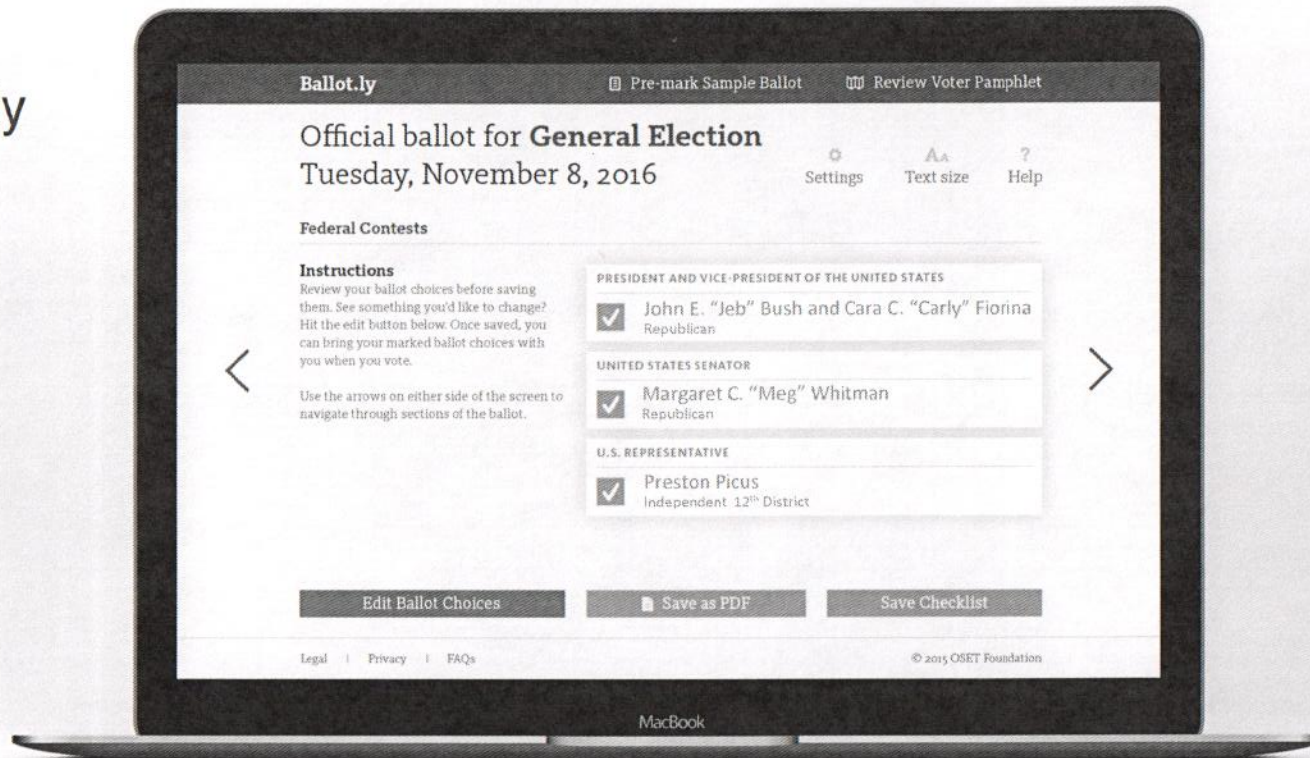 y
Ballot.ly
Pre-mark Sample Ballot
Review Voter Pamphlet
Official ballot for General Election
Tuesday, November 8, 2016
Settings
Text size
Help
AA
?
Federal Contests
Instructions
Review your ballot choices before saving
them. See something you'd like to change?
Hit the edit button below. Once saved, you
can bring your marked ballot choices with
you when you vote.
Use the arrows on either side of the screen to
navigate through sections of the ballot.
PRESIDENT AND VICE-PRESIDENT OF THE UNITED STATES
John E. "Jeb" Bush and Cara C. "Carly" Fiorina
Republican
UNITED STATES SENATOR
Margaret C. "Meg" Whitman
Republican
U.S. REPRESENTATIVE
Preston Picus
Independent 12th District
Edit Ballot Choices
Save as PDF
Save Checklist
Legal | Privacy | FAQs
© 2015 OSET Foundation
MacBook